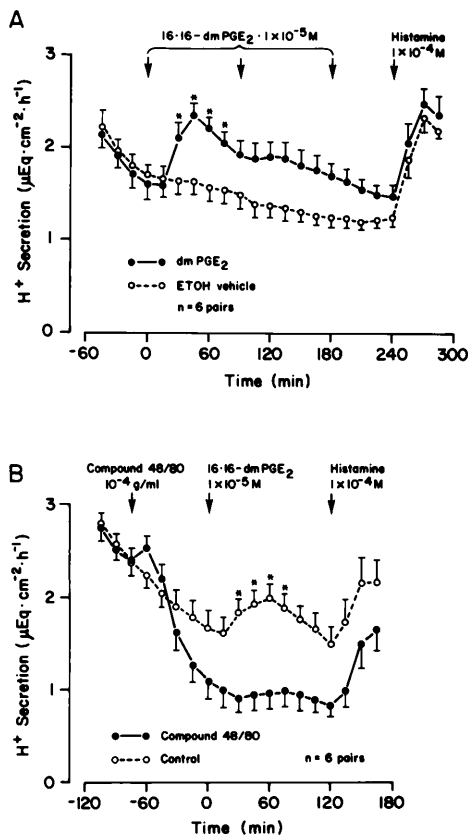 A
16·16-dm PGE2 · 1×10-5M
Histamine
1×10-4M
3
2
1
0
H+ Secretion (µEq·cm-2·h-1)
* * * *
dm PGE2
ETOH vehicle
n = 6 pairs
-60 0 60 120 180 240 300
Time (min)
B
Compound 48/80
10-4 g/ml
16·16-dm PGE2
1×10-5M
Histamine
1×10-4M
3
2
1
0
H+ Secretion (µEq·cm-2·h-1)
* * * *
Compound 48/80
Control
n = 6 pairs
-120 -60 0 60 120 180
Time (min)